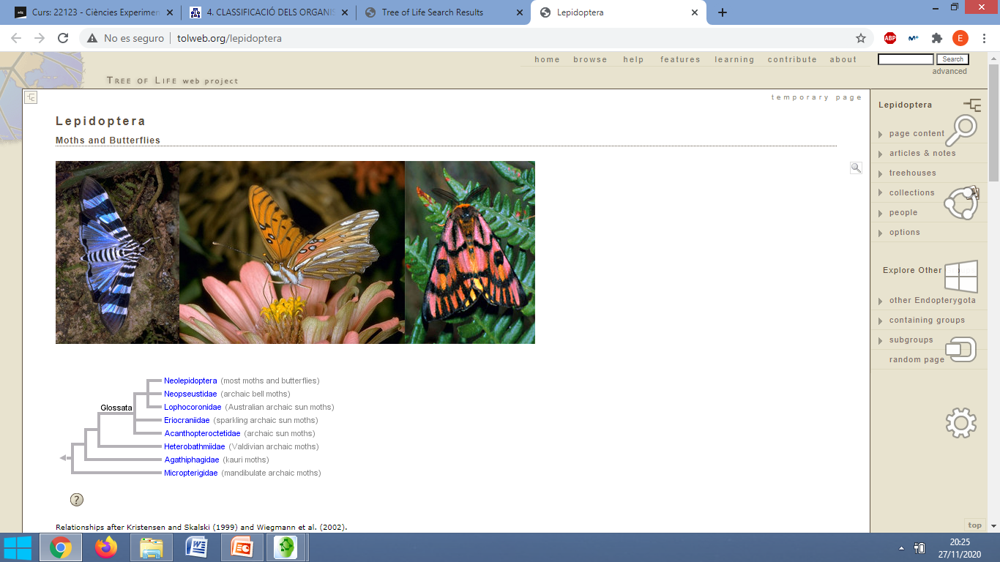 Curs: 22123 - Ciències Experimen
4. CLASSIFICACIÓ DELS ORGANIS
Tree of Life Search Results
Lepidoptera
No es seguro
tolweb.org/lepidoptera
ABP
M+
E
home browse help features learning contribute about
Search
advanced
TREE OF LIFE web project
temporary page
Lepidoptera
Moths and Butterflies
Lepidoptera
page content
articles & notes
treehouses
collections
people
options
Explore Other
other Endopterygota
containing groups
subgroups
random page
Neolepidoptera (most moths and butterflies)
Neopseustidae (archaic bell moths)
Glossata
Lophocoronidae (Australian archaic sun moths)
Eriocraniidae (sparkling archaic sun moths)
Acanthopteroctetidae (archaic sun moths)
Heterobathmiidae (Valdivian archaic moths)
Agathiphagidae (kauri moths)
Micropterigidae (mandibulate archaic moths)
?
Relationships after Kristensen and Skalski (1999) and Wiegmann et al. (2002).
top
20:25
27/11/2020